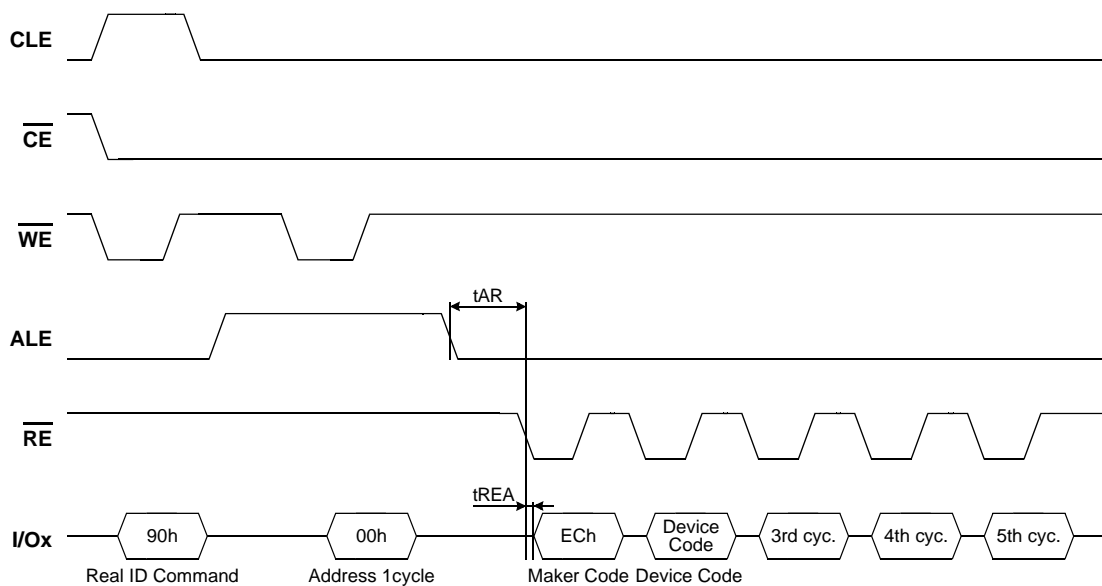 CLE
CE
WE
tAR
ALE
RE
tREA
I/Ox
90h
00h
ECh
Device
Code
3rd cyc.
4th cyc.
5th cyc.
Real ID Command
Address 1cycle
Maker Code Device Code